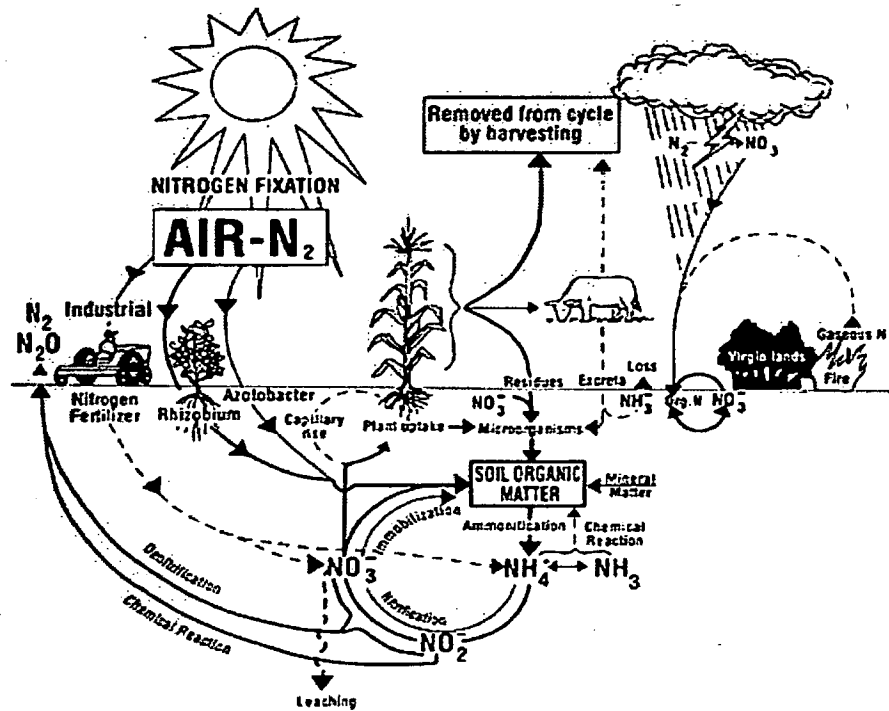 Removed from cycle
by harvesting
N₂
NO₃
NITROGEN FIXATION
AIR-N₂
N₂
N₂O
Industrial
Gaseous N
Virgin lands
Fire
Nitrogen
Fertilizer
Rhizobium
Azotobacter
Capillary
rise
Plant uptake
NO₃⁻
Residues
Microorganisms
Excreta
Loss
NH₃⁻
Org. N
NO₃⁻
SOIL ORGANIC
MATTER
Mineral
Matter
Immobilization
Ammonification
Chemical
Reaction
Denitrification
Chemical Reaction
NO₃⁻
NH₄
NH₃
Nitrification
NO₂⁻
Leaching